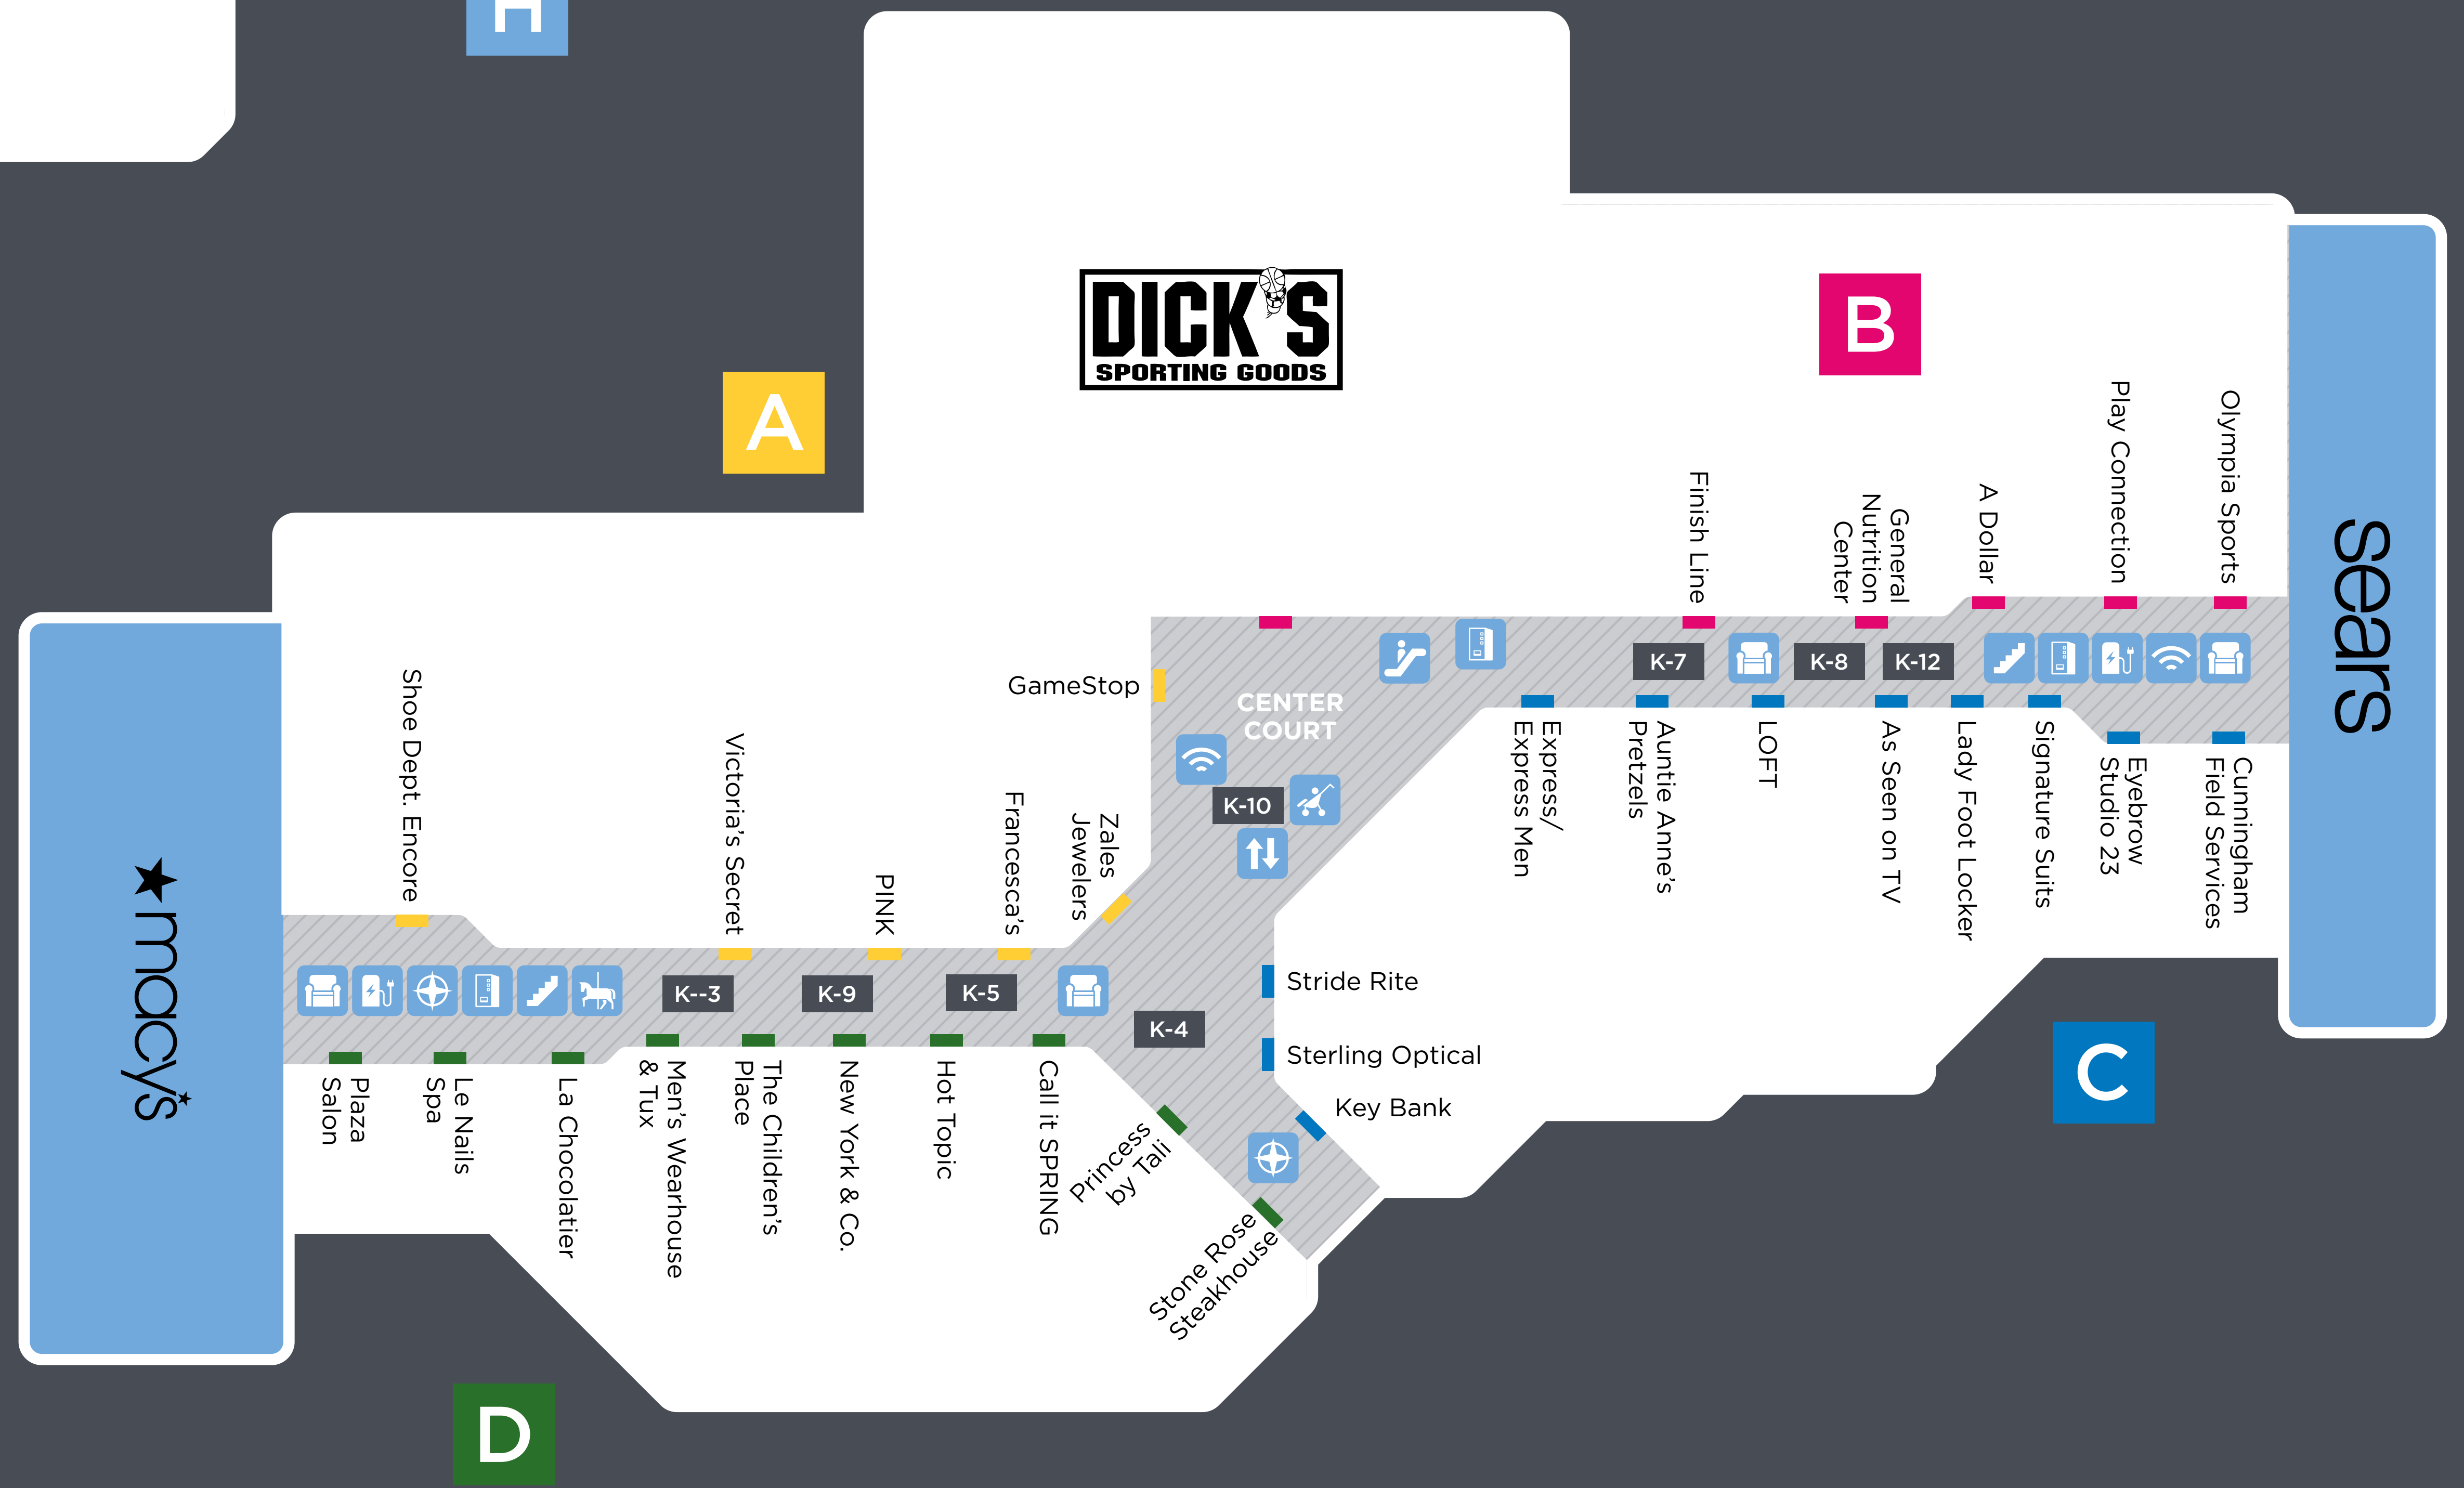 H
DICK'S
SPORTING GOODS
A
B
C
D
sears
macy's
CENTER
COURT
Shoe Dept. Encore
Victoria's Secret
PINK
Francesca's
Zales
Jewelers
GameStop
Finish Line
General
Nutrition
Center
A Dollar
Play Connection
Olympia Sports
K-7
K-8
K-12
K-10
K--3
K-9
K-5
K-4
Express/
Express Men
Auntie Anne's
Pretzels
LOFT
As Seen on TV
Lady Foot Locker
Signature Suits
Eyebrow
Studio 23
Cunningham
Field Services
Stride Rite
Sterling Optical
Key Bank
Plaza
Salon
Le Nails
Spa
La Chocolatier
Men's Wearhouse
& Tux
The Children's
Place
New York & Co.
Hot Topic
Call it SPRING
Princess
by Tali
Stone Rose
Steakhouse